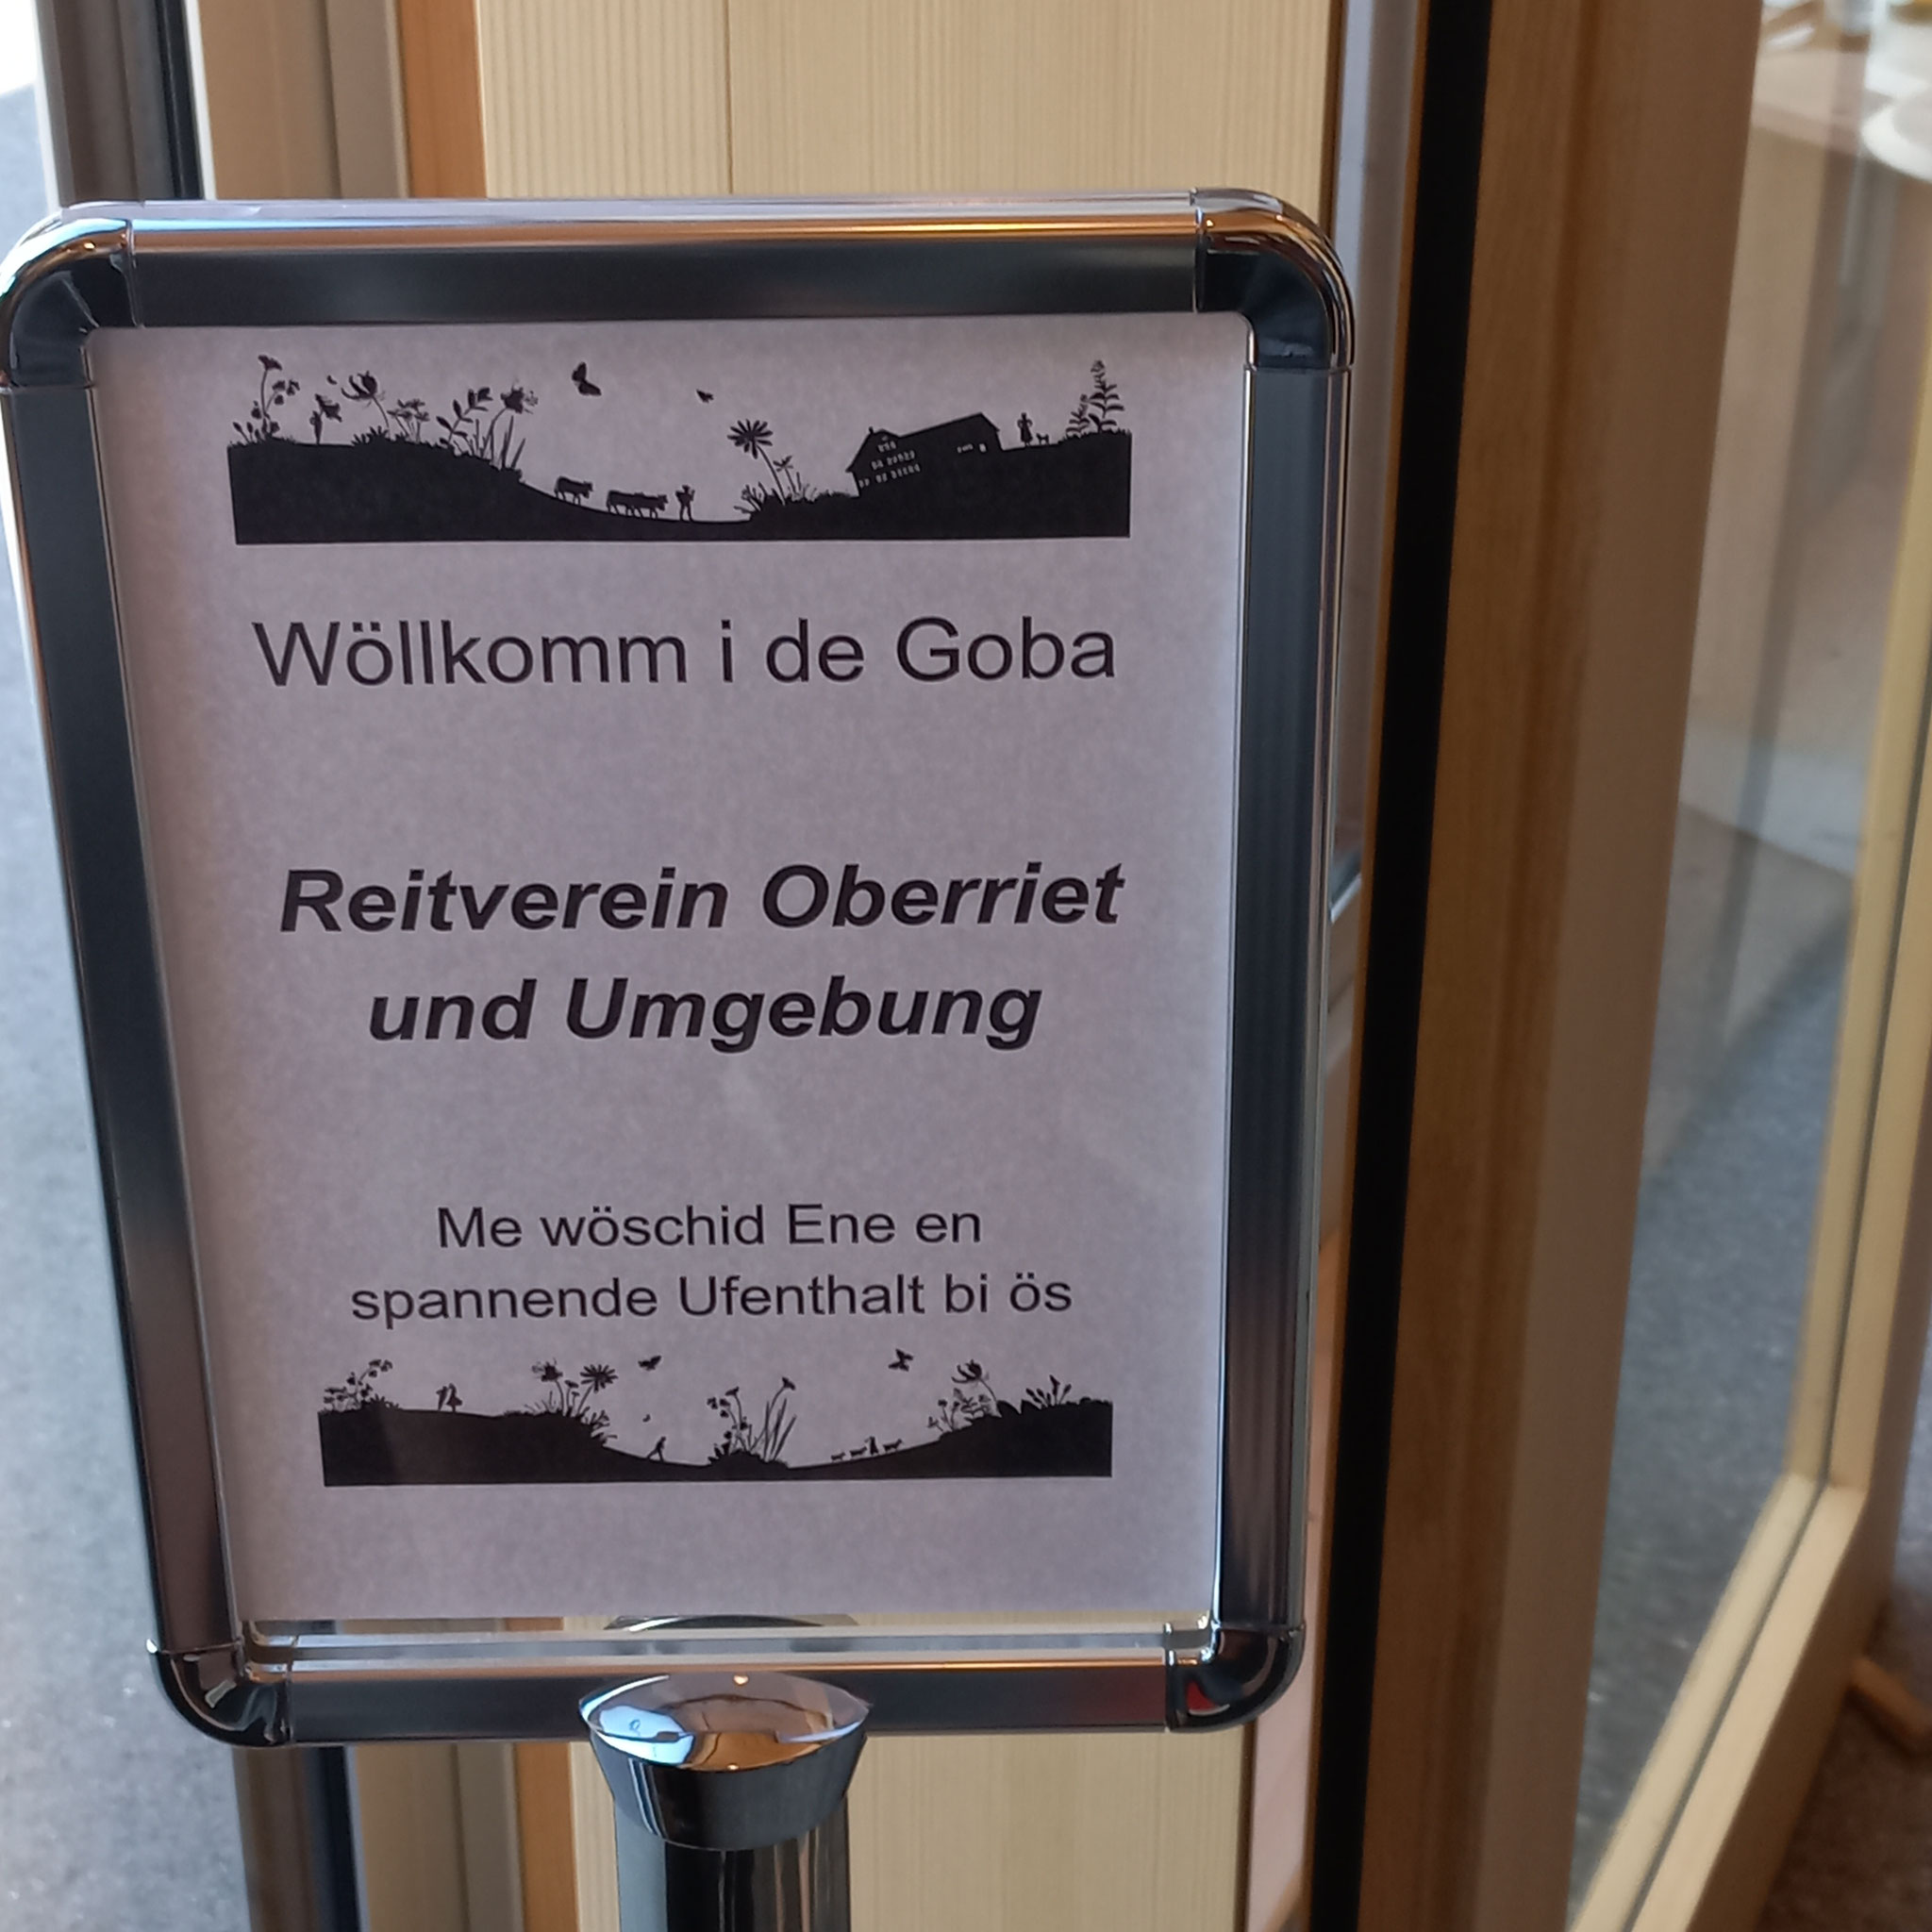 Wöllkomm i de Goba
Reitverein Oberriet
und Umgebung
Me wöschid Ene en
spannende Ufenthalt bi ös